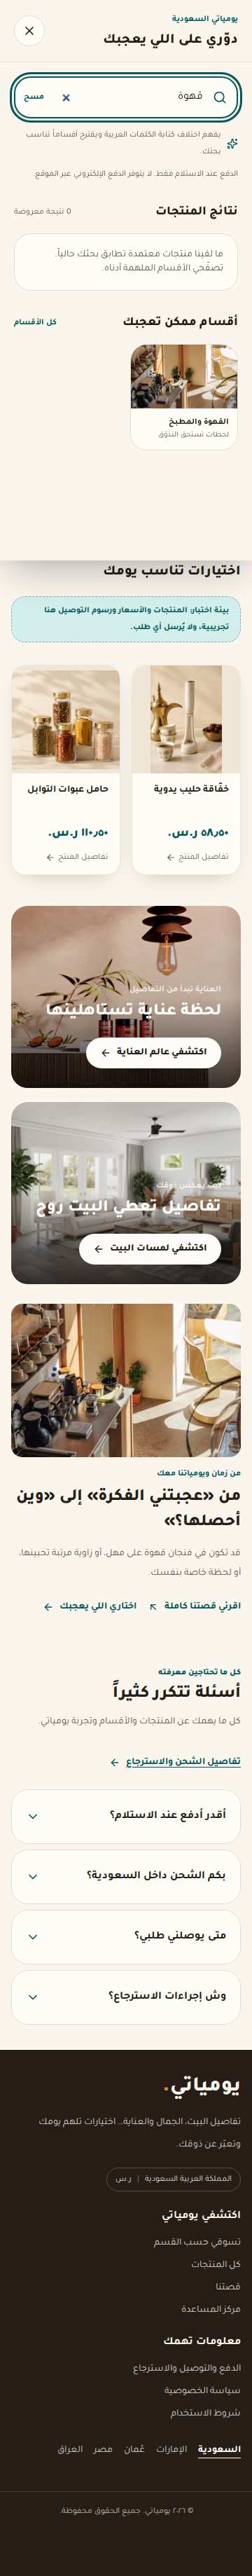 يومياتي السعودية
دوّري على اللي يعجبك
قهوة
مسح
يفهم اختلاف كتابة الكلمات العربية ويقترح أقساماً تناسب
بحثك.
الدفع عند الاستلام فقط. لا يتوفر الدفع الإلكتروني عبر الموقع.
نتائج المنتجات
0 نتيجة معروضة
ما لقينا منتجات معتمدة تطابق بحثك حالياً.
تصفّحي الأقسام الملهمة أدناه.
أقسام ممكن تعجبك
كل الأقسام
القهوة والمطبخ
لحظات تستحق التذوّق
اختيارات تناسب يومك
بيئة اختبار: المنتجات والأسعار ورسوم التوصيل هنا
تجريبية، ولا يُرسل أي طلب.
خفّاقة حليب يدوية
٥٨٫٥٠ ر.س.
تفاصيل المنتج
حامل عبوات التوابل
١١٠٫٥٠ ر.س.
تفاصيل المنتج
العناية تبدأ من التفاصيل
لحظة عناية تستاهلينها
اكتشفي عالم العناية
بيت يعكس ذوقك
تفاصيل تعطي البيت روح
اكتشفي لمسات البيت
من زمان ويومياتنا معك
من «عجبتني الفكرة» إلى «وين
أحصلها؟»
قد تكون في فنجان قهوة على مهل، أو زاوية مرتبة تحبينها،
أو لحظة خاصة بنفسك.
اقرئي قصتنا كاملة
اختاري اللي يعجبك
كل ما تحتاجين معرفته
أسئلة تتكرر كثيراً
كل ما يهمك عن المنتجات والأقسام وتجربة يومياتي.
تفاصيل الشحن والاسترجاع
أقدر أدفع عند الاستلام؟
بكم الشحن داخل السعودية؟
متى يوصلني طلبي؟
وش إجراءات الاسترجاع؟
يومياتي.
تفاصيل البيت، الجمال والعناية… اختيارات تلهم يومك
وتعبّر عن ذوقك.
المملكة العربية السعودية | ر.س
اكتشفي يومياتي
تسوقي حسب القسم
كل المنتجات
قصتنا
مركز المساعدة
معلومات تهمك
الدفع والتوصيل والاسترجاع
سياسة الخصوصية
شروط الاستخدام
السعودية
الإمارات
عُمان
مصر
العراق
© ٢٠٢٦ يومياتي. جميع الحقوق محفوظة.